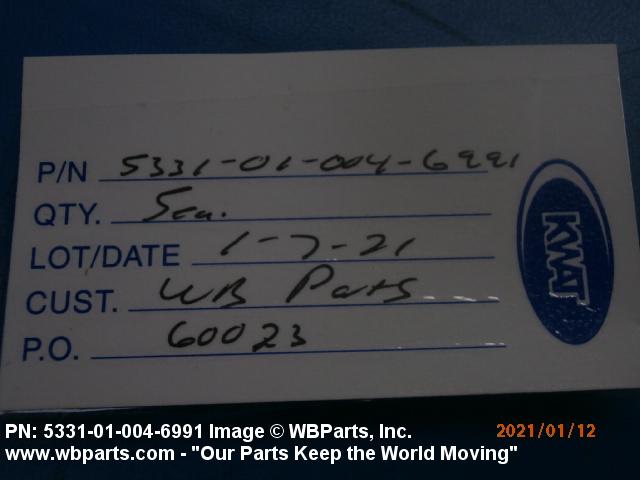 P/N 5331-01-004-6991
QTY. 5ea.
LOT/DATE 1-7-21
CUST. WB Parts
P.O. 60023
KWAT
PN: 5331-01-004-6991 Image © WBParts, Inc. 2021/01/12
www.wbparts.com - "Our Parts Keep the World Moving"